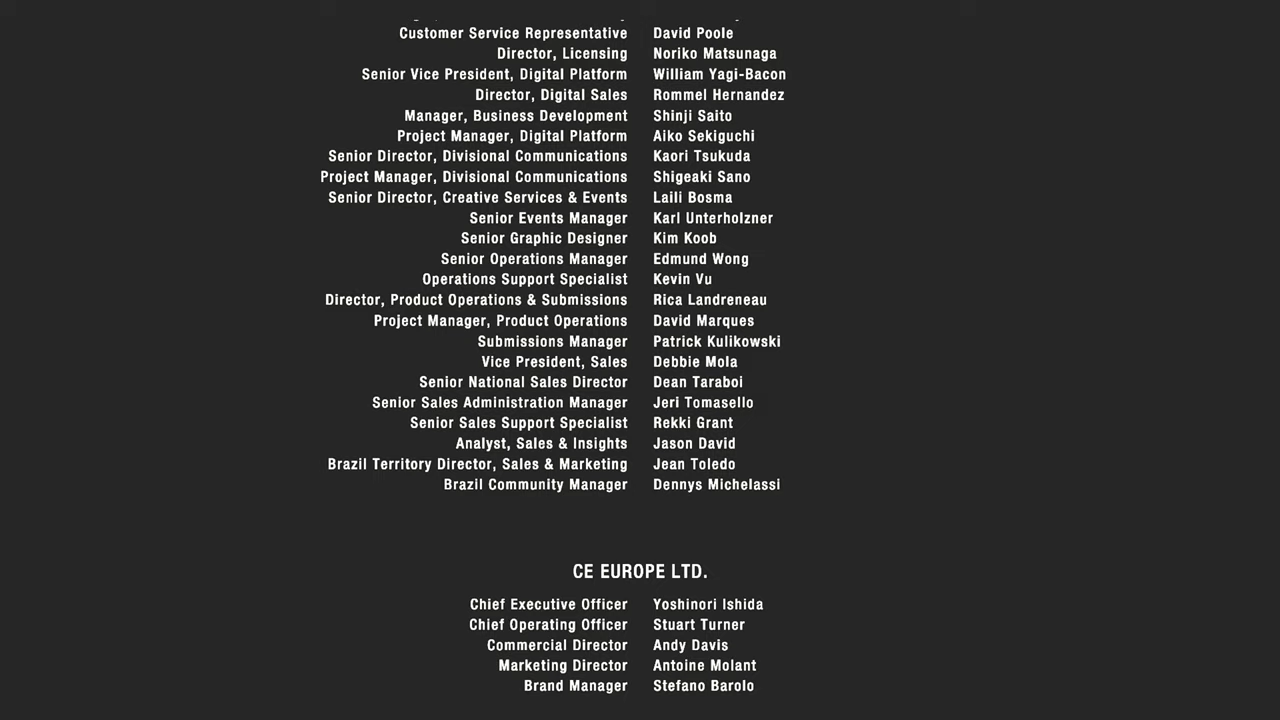 Customer Service Representative David Poole
Director, Licensing Noriko Matsunaga
Senior Vice President, Digital Platform William Yagi-Bacon
Director, Digital Sales Rommel Hernandez
Manager, Business Development Shinji Saito
Project Manager, Digital Platform Aiko Sekiguchi
Senior Director, Divisional Communications Kaori Tsukuda
Project Manager, Divisional Communications Shigeaki Sano
Senior Director, Creative Services & Events Laili Bosma
Senior Events Manager Karl Unterholzner
Senior Graphic Designer Kim Koob
Senior Operations Manager Edmund Wong
Operations Support Specialist Kevin Vu
Director, Product Operations & Submissions Rica Landreneau
Project Manager, Product Operations David Marques
Submissions Manager Patrick Kulikowski
Vice President, Sales Debbie Mola
Senior National Sales Director Dean Taraboi
Senior Sales Administration Manager Jeri Tomasello
Senior Sales Support Specialist Rekki Grant
Analyst, Sales & Insights Jason David
Brazil Territory Director, Sales & Marketing Jean Toledo
Brazil Community Manager Dennys Michelassi
CE EUROPE LTD.
Chief Executive Officer Yoshinori Ishida
Chief Operating Officer Stuart Turner
Commercial Director Andy Davis
Marketing Director Antoine Molant
Brand Manager Stefano Barolo